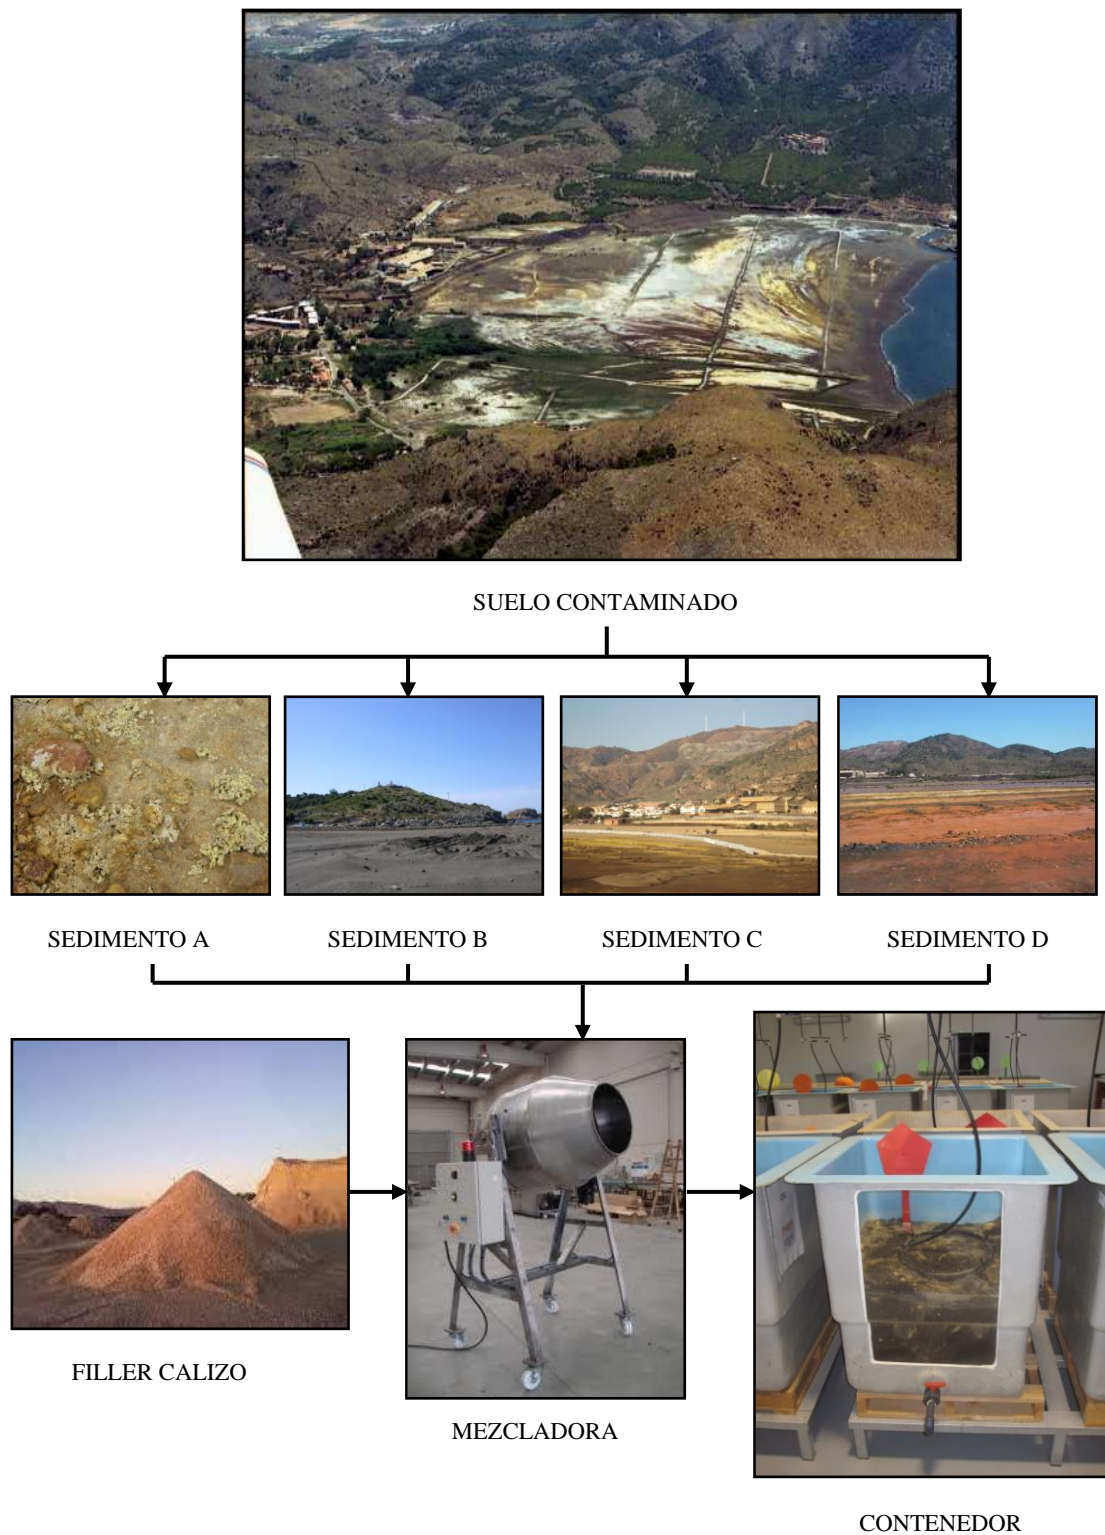 SUELO CONTAMINADO
SEDIMENTO A
SEDIMENTO B
SEDIMENTO C
SEDIMENTO D
FILLER CALIZO
MEZCLADORA
CONTENEDOR